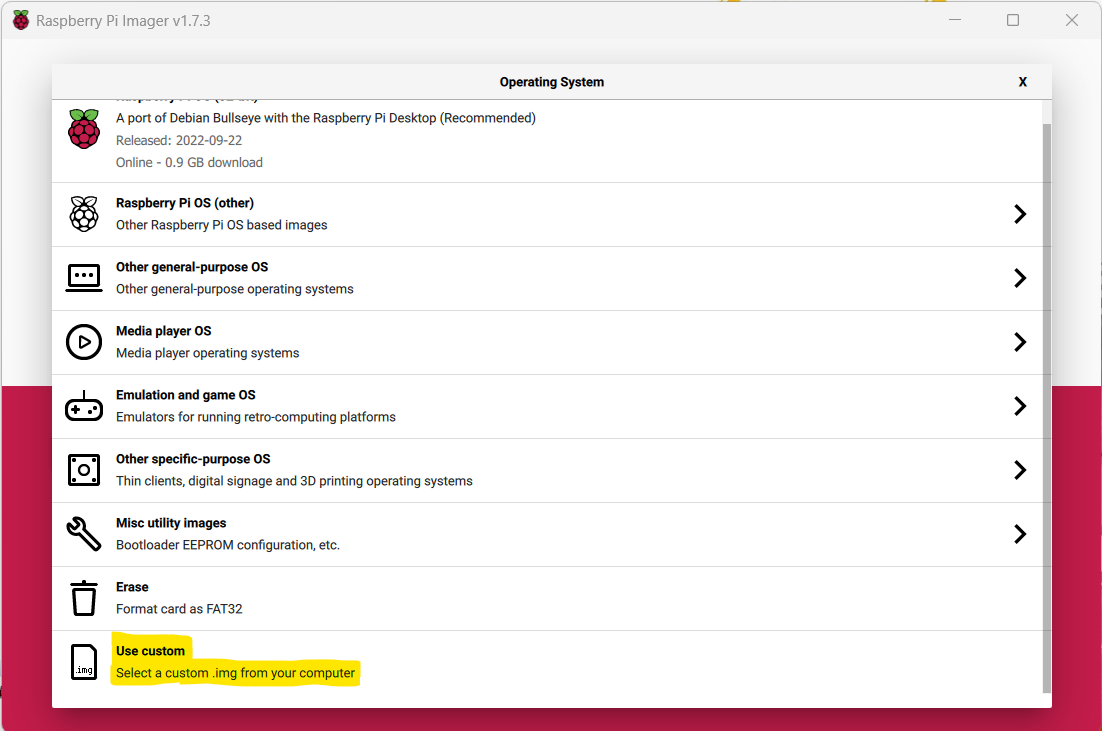 Raspberry Pi Imager v1.7.3
Operating System
X
A port of Debian Bullseye with the Raspberry Pi Desktop (Recommended)
Released: 2022-09-22
Online - 0.9 GB download
Raspberry Pi OS (other)
Other Raspberry Pi OS based images
Other general-purpose OS
Other general-purpose operating systems
Media player OS
Media player operating systems
Emulation and game OS
Emulators for running retro-computing platforms
Other specific-purpose OS
Thin clients, digital signage and 3D printing operating systems
Misc utility images
Bootloader EEPROM configuration, etc.
Erase
Format card as FAT32
Use custom
.img
Select a custom .img from your computer